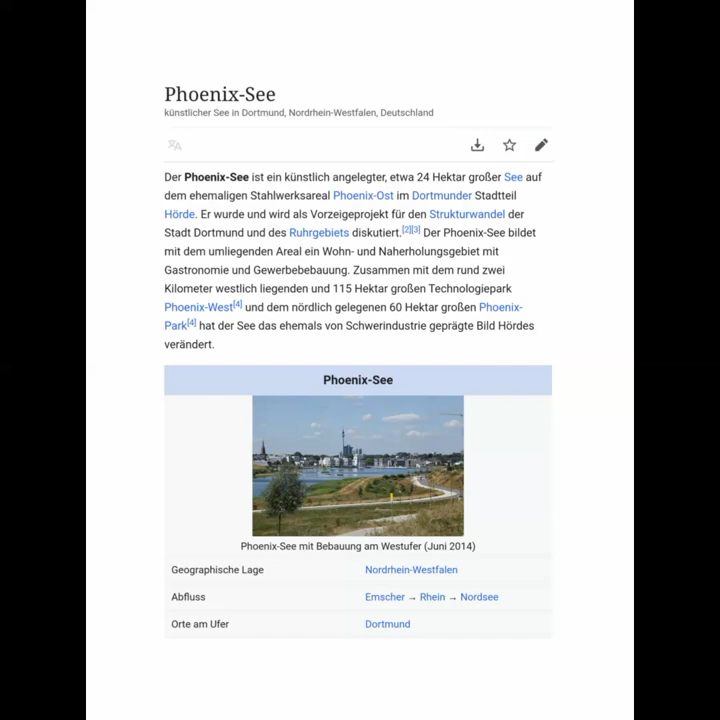 Phoenix-See
künstlicher See in Dortmund, Nordrhein-Westfalen, Deutschland
Der Phoenix-See ist ein künstlich angelegter, etwa 24 Hektar großer See auf
dem ehemaligen Stahlwerksareal Phoenix-Ost im Dortmunder Stadtteil
Hörde. Er wurde und wird als Vorzeigeprojekt für den Strukturwandel der
Stadt Dortmund und des Ruhrgebiets diskutiert.[2][3] Der Phoenix-See bildet
mit dem umliegenden Areal ein Wohn- und Naherholungsgebiet mit
Gastronomie und Gewerbebebauung. Zusammen mit dem rund zwei
Kilometer westlich liegenden und 115 Hektar großen Technologiepark
Phoenix-West[4] und dem nördlich gelegenen 60 Hektar großen Phoenix-
Park[4] hat der See das ehemals von Schwerindustrie geprägte Bild Hördes
verändert.
Phoenix-See
Phoenix-See mit Bebauung am Westufer (Juni 2014)
Geographische Lage Nordrhein-Westfalen
Abfluss Emscher → Rhein → Nordsee
Orte am Ufer Dortmund